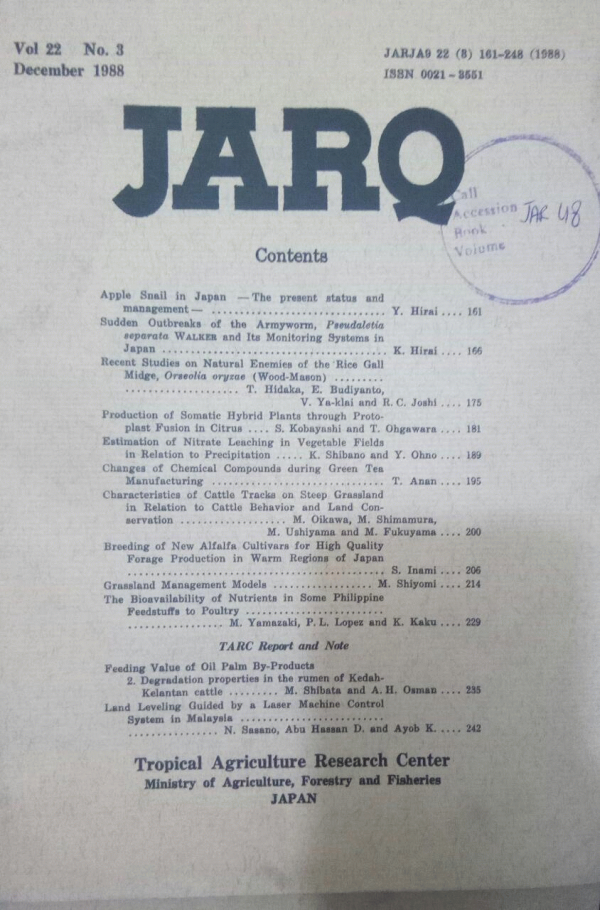 Vol 22 No. 3
December 1988
JARJA9 22 (3) 161-248 (1988)
ISSN 0021-3551
JARQ
Call
Accession JAR 48
Book
Volume
Contents
Apple Snail in Japan —The present status and
management— .............................. Y. Hirai .... 161
Sudden Outbreaks of the Armyworm, Pseudaletia
separata WALKER and Its Monitoring Systems in
Japan ....................................... K. Hirai .... 166
Recent Studies on Natural Enemies of the Rice Gall
Midge, Orseolia oryzae (Wood-Mason) .........
.................... T. Hidaka, E. Budiyanto,
V. Ya-klai and R. C. Joshi .... 175
Production of Somatic Hybrid Plants through Proto-
plast Fusion in Citrus .... S. Kobayashi and T. Ohgawara .... 181
Estimation of Nitrate Leaching in Vegetable Fields
in Relation to Precipitation ..... K. Shibano and Y. Ohno .... 189
Changes of Chemical Compounds during Green Tea
Manufacturing .............................. T. Anan .... 195
Characteristics of Cattle Tracks on Steep Grassland
in Relation to Cattle Behavior and Land Con-
servation .................. M. Oikawa, M. Shimamura,
M. Ushiyama and M. Fukuyama .... 200
Breeding of New Alfalfa Cultivars for High Quality
Forage Production in Warm Regions of Japan
............................................. S. Inami .... 206
Grassland Management Models ................. M. Shiyomi .... 214
The Bioavailability of Nutrients in Some Philippine
Feedstuffs to Poultry ........................
................ M. Yamazaki, P. L. Lopez and K. Kaku .... 229
TARC Report and Note
Feeding Value of Oil Palm By-Products
2. Degradation properties in the rumen of Kedah-
Kelantan cattle ......... M. Shibata and A. H. Osman .... 235
Land Leveling Guided by a Laser Machine Control
System in Malaysia .........................
................ N. Sasano, Abu Hassan D. and Ayob K. .... 242
Tropical Agriculture Research Center
Ministry of Agriculture, Forestry and Fisheries
JAPAN